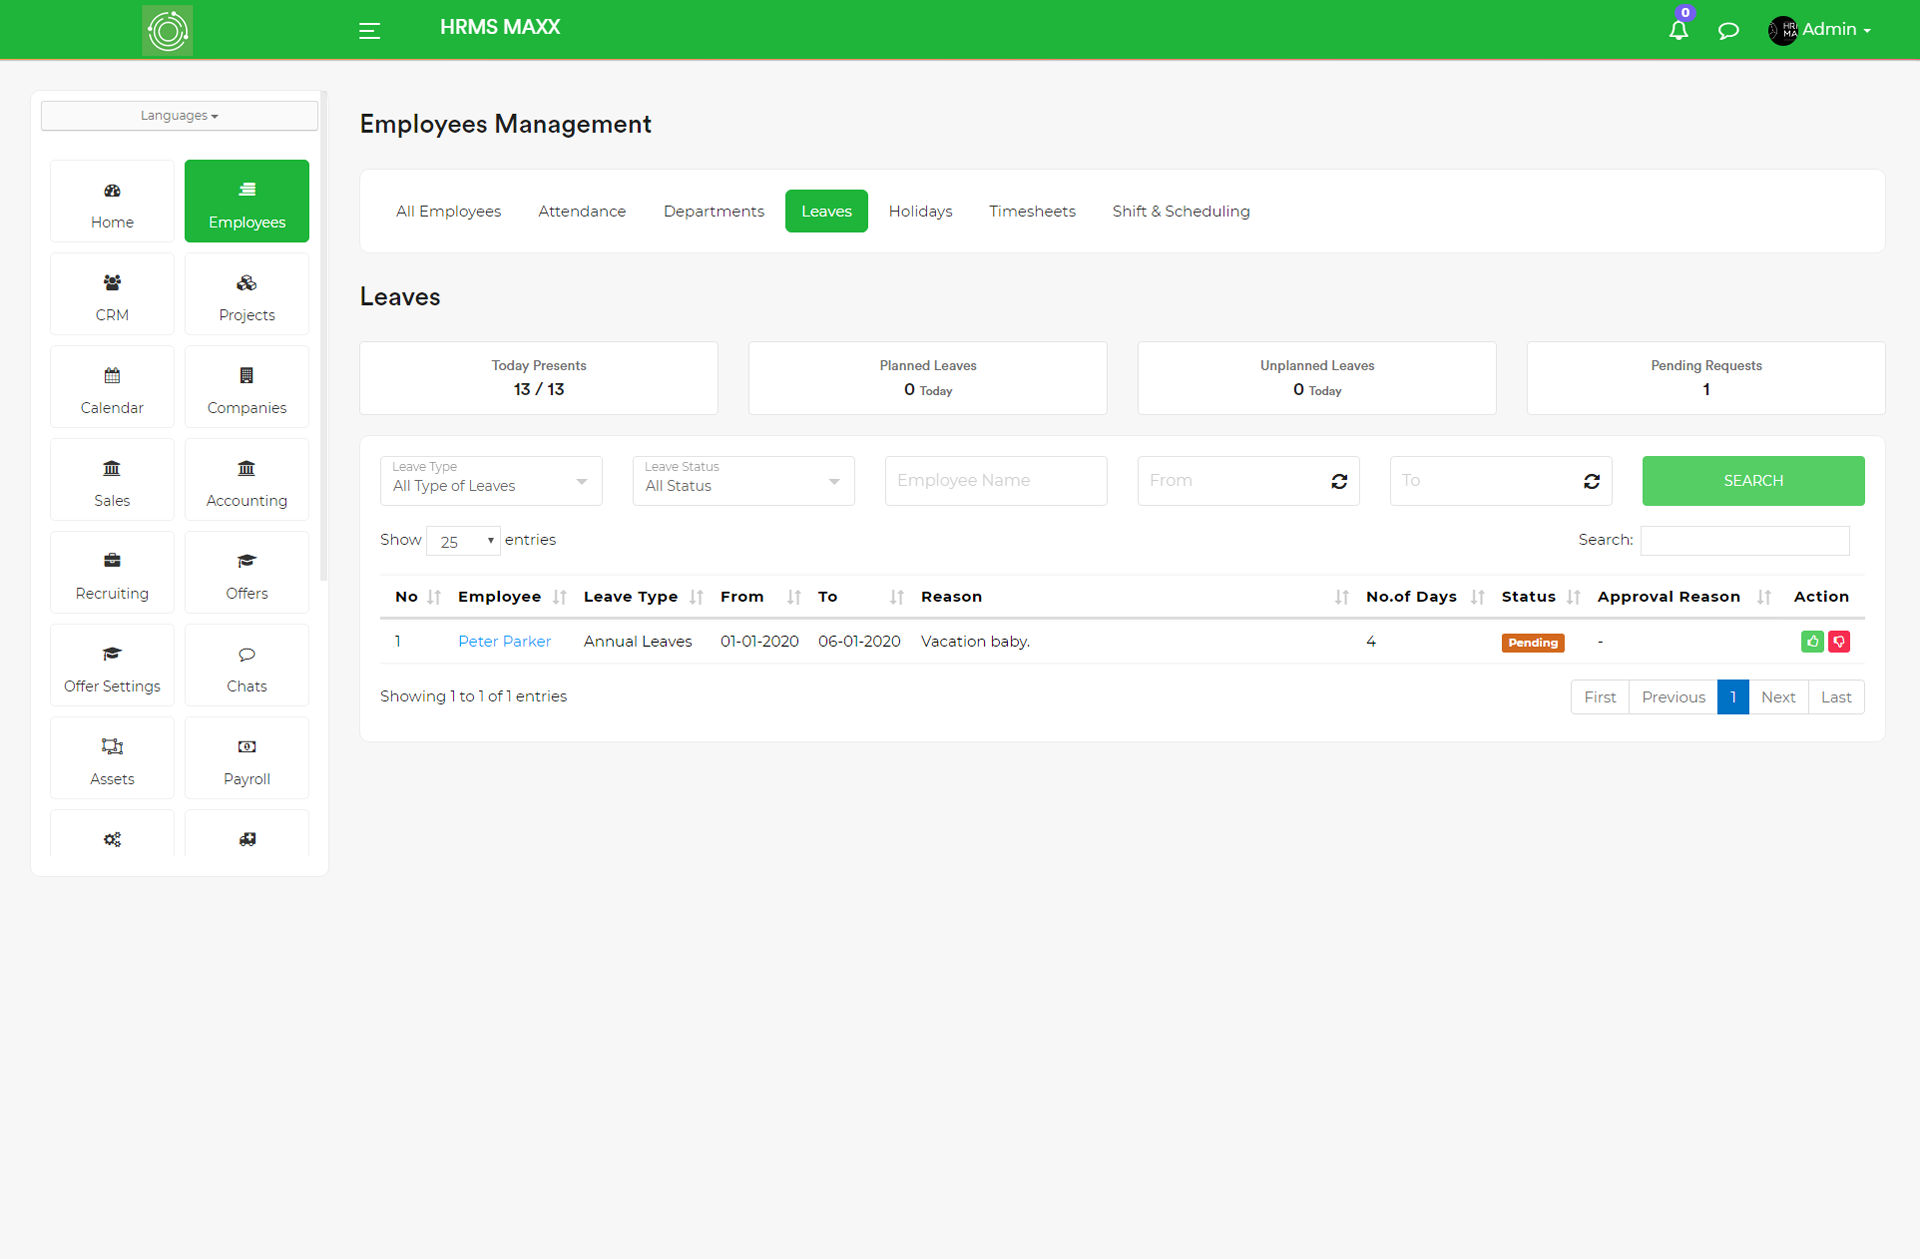 HRMS MAXX
0
HR
MA
Admin
Languages
Home
Employees
CRM
Projects
Calendar
Companies
Sales
Accounting
Recruiting
Offers
Offer Settings
Chats
Assets
Payroll
Employees Management
All Employees Attendance Departments Leaves Holidays Timesheets Shift & Scheduling
Leaves
Today Presents
13 / 13
Planned Leaves
0 Today
Unplanned Leaves
0 Today
Pending Requests
1
Leave Type
All Type of Leaves
Leave Status
All Status
Employee Name
From
To
SEARCH
Show 25 entries
Search:
No Employee Leave Type From To Reason No.of Days Status Approval Reason Action
1 Peter Parker Annual Leaves 01-01-2020 06-01-2020 Vacation baby. 4 Pending -
Showing 1 to 1 of 1 entries
First Previous 1 Next Last